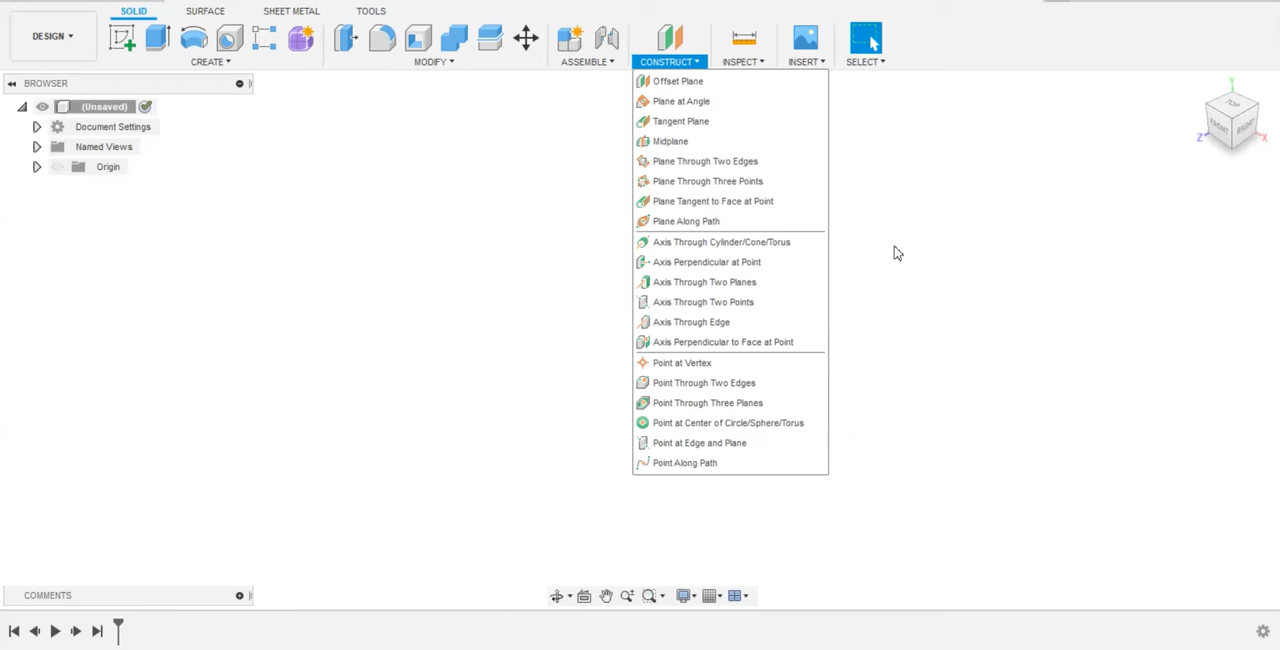 SOLID SURFACE SHEET METAL TOOLS
DESIGN
CREATE MODIFY ASSEMBLE CONSTRUCT INSPECT INSERT SELECT
BROWSER
(Unsaved)
Document Settings
Named Views
Origin
Offset Plane
Plane at Angle
Tangent Plane
Midplane
Plane Through Two Edges
Plane Through Three Points
Plane Tangent to Face at Point
Plane Along Path
Axis Through Cylinder/Cone/Torus
Axis Perpendicular at Point
Axis Through Two Planes
Axis Through Two Points
Axis Through Edge
Axis Perpendicular to Face at Point
Point at Vertex
Point Through Two Edges
Point Through Three Planes
Point at Center of Circle/Sphere/Torus
Point at Edge and Plane
Point Along Path
Y
TOP
FRONT RIGHT
Z X
COMMENTS